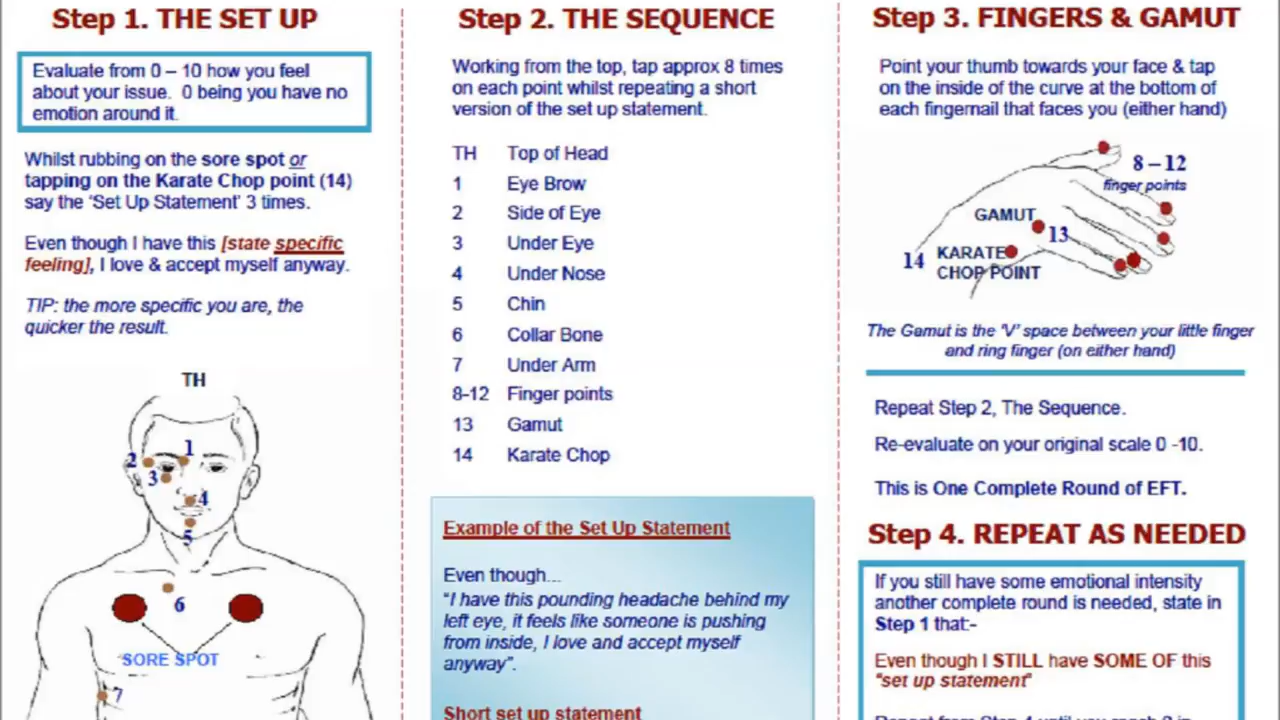 Step 1. THE SET UP
Evaluate from 0 – 10 how you feel
about your issue. 0 being you have no
emotion around it.
Whilst rubbing on the sore spot or
tapping on the Karate Chop point (14)
say the ‘Set Up Statement’ 3 times.
Even though I have this [state specific
feeling], I love & accept myself anyway.
TIP: the more specific you are, the
quicker the result.
TH
1
2
3
4
5
6
SORE SPOT
7
Step 2. THE SEQUENCE
Working from the top, tap approx 8 times
on each point whilst repeating a short
version of the set up statement.
TH Top of Head
1 Eye Brow
2 Side of Eye
3 Under Eye
4 Under Nose
5 Chin
6 Collar Bone
7 Under Arm
8-12 Finger points
13 Gamut
14 Karate Chop
Example of the Set Up Statement
Even though...
“I have this pounding headache behind my
left eye, it feels like someone is pushing
from inside, I love and accept myself
anyway”.
Short set up statement
Step 3. FINGERS & GAMUT
Point your thumb towards your face & tap
on the inside of the curve at the bottom of
each fingernail that faces you (either hand)
8 – 12
finger points
GAMUT
13
14 KARATE
CHOP POINT
The Gamut is the ‘V’ space between your little finger
and ring finger (on either hand)
Repeat Step 2, The Sequence.
Re-evaluate on your original scale 0 -10.
This is One Complete Round of EFT.
Step 4. REPEAT AS NEEDED
If you still have some emotional intensity
another complete round is needed, state in
Step 1 that:-
Even though I STILL have SOME OF this
“set up statement”